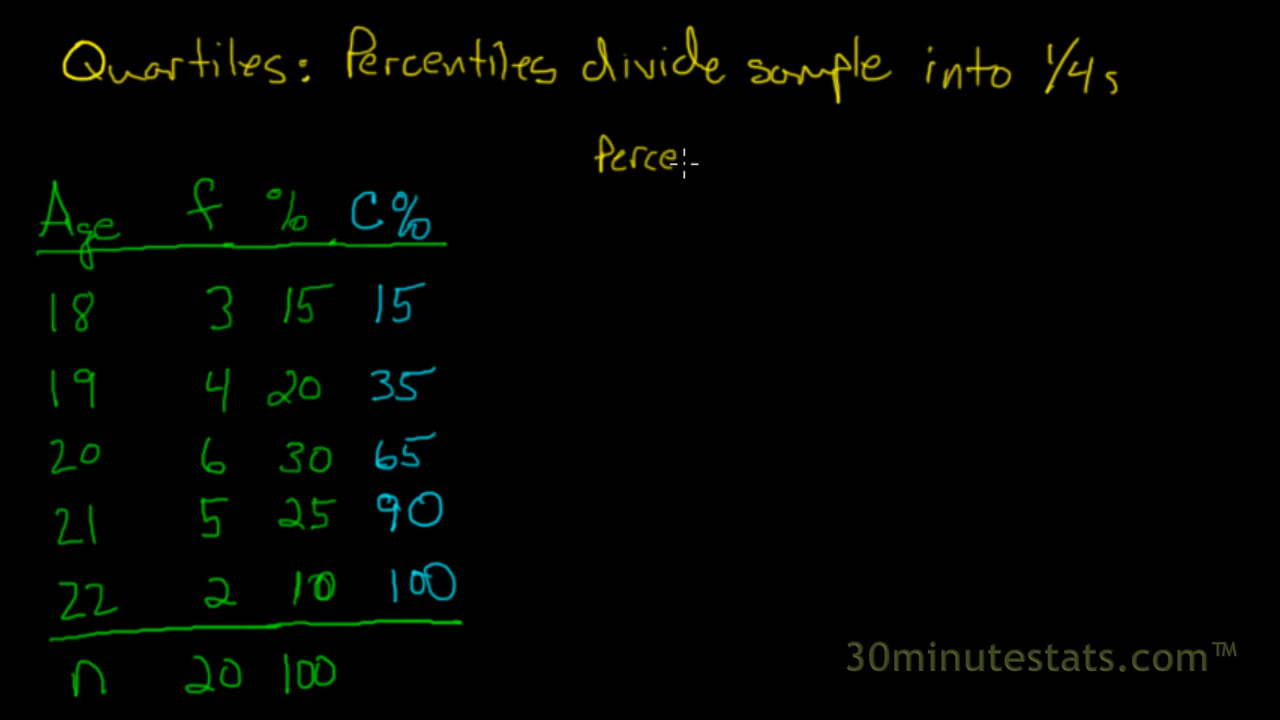 Quartiles: Percentiles divide sample into 1/4s
Perce
Age f % C%
18 3 15 15
19 4 20 35
20 6 30 65
21 5 25 90
22 2 10 100
n 20 100
30minutestats.com™